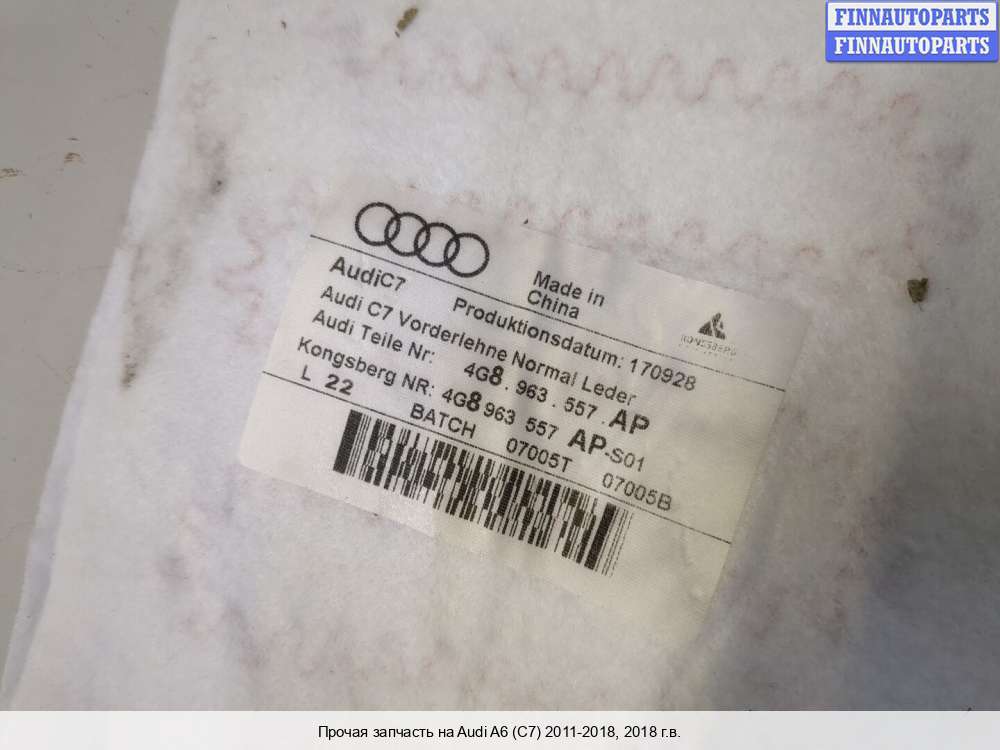 FINNAUTOPARTS
FINNAUTOPARTS
Made in
China
KONGSBERG
AudiC7
Produktionsdatum: 170928
Audi C7 Vorderlehne Normal Leder
Audi Teile Nr: 4G8. 963 . 557. AP
Kongsberg NR: 4G8 963 557 AP-S01
L 22 BATCH 07005T 07005B
Прочая запчасть на Audi A6 (C7) 2011-2018, 2018 г.в.